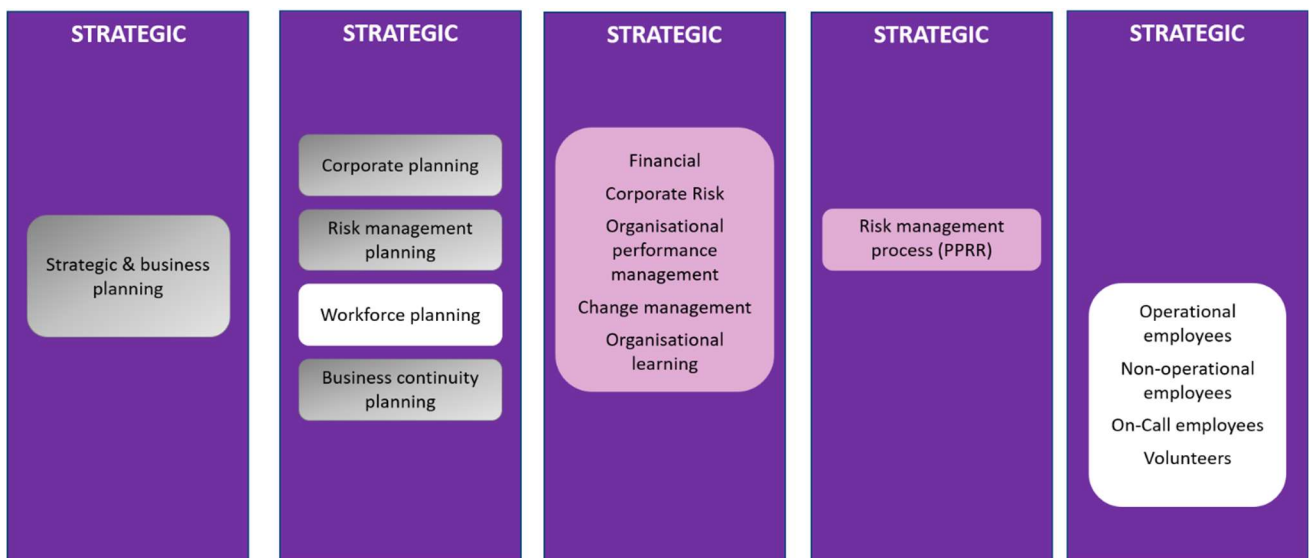 STRATEGIC
Strategic & business
planning
STRATEGIC
Corporate planning
Risk management
planning
Workforce planning
Business continuity
planning
STRATEGIC
Financial
Corporate Risk
Organisational
performance
management
Change management
Organisational
learning
STRATEGIC
Risk management
process (PPRR)
STRATEGIC
Operational
employees
Non-operational
employees
On-Call employees
Volunteers